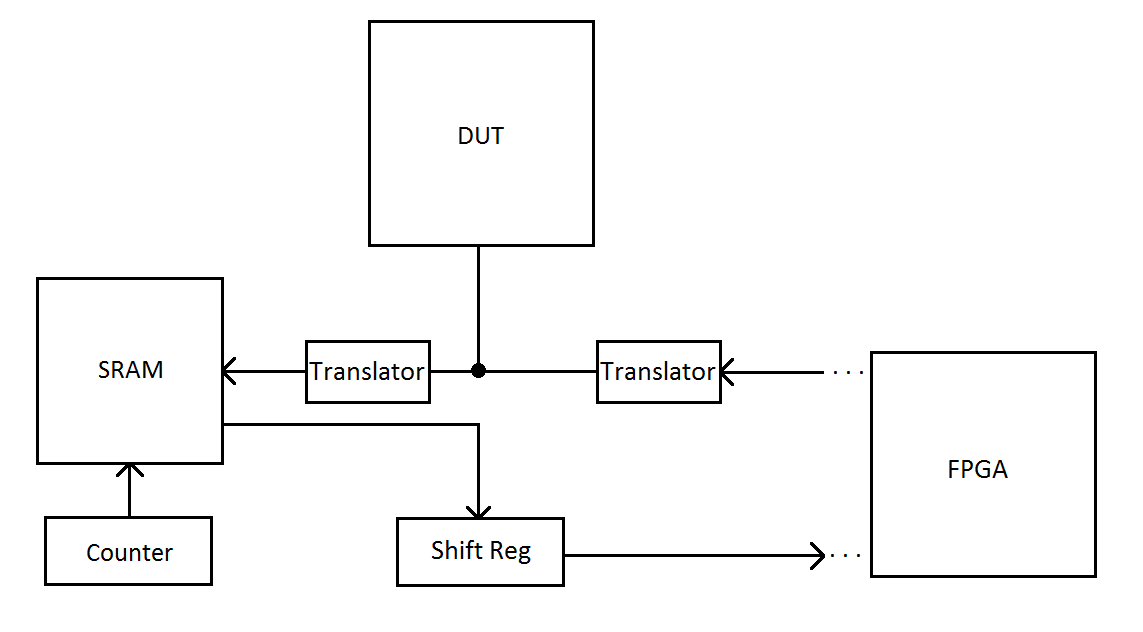 DUT
SRAM
Translator
Translator
. . .
FPGA
Counter
Shift Reg
. . .